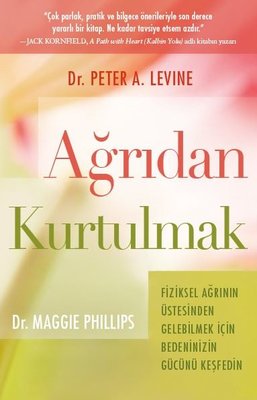 "Çok parlak, pratik ve bilgece önerileriyle son derece
yararlı bir kitap. Ne kadar tavsiye etsem azdır."
—JACK KORNFIELD, A Path with Heart (Kalbin Yolu) adlı kitabın yazarı
Dr. PETER A. LEVINE
Ağrıdan
Kurtulmak
Dr. MAGGIE PHILLIPS
FİZİKSEL AĞRININ
ÜSTESİNDEN
GELEBİLMEK İÇİN
BEDENİNİZİN
GÜCÜNÜ KEŞFEDİN